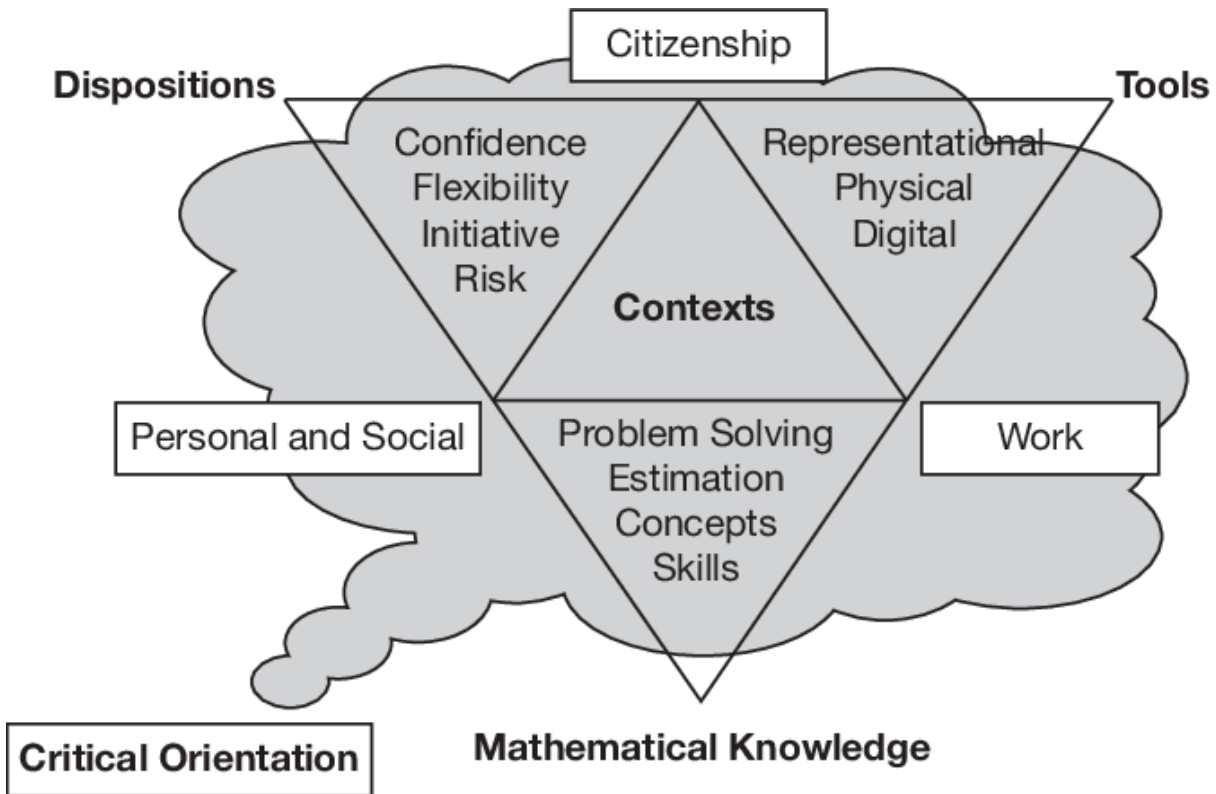 Citizenship
Dispositions
Tools
Confidence
Flexibility
Initiative
Risk
Representational
Physical
Digital
Contexts
Personal and Social
Problem Solving
Estimation
Concepts
Skills
Work
Critical Orientation
Mathematical Knowledge